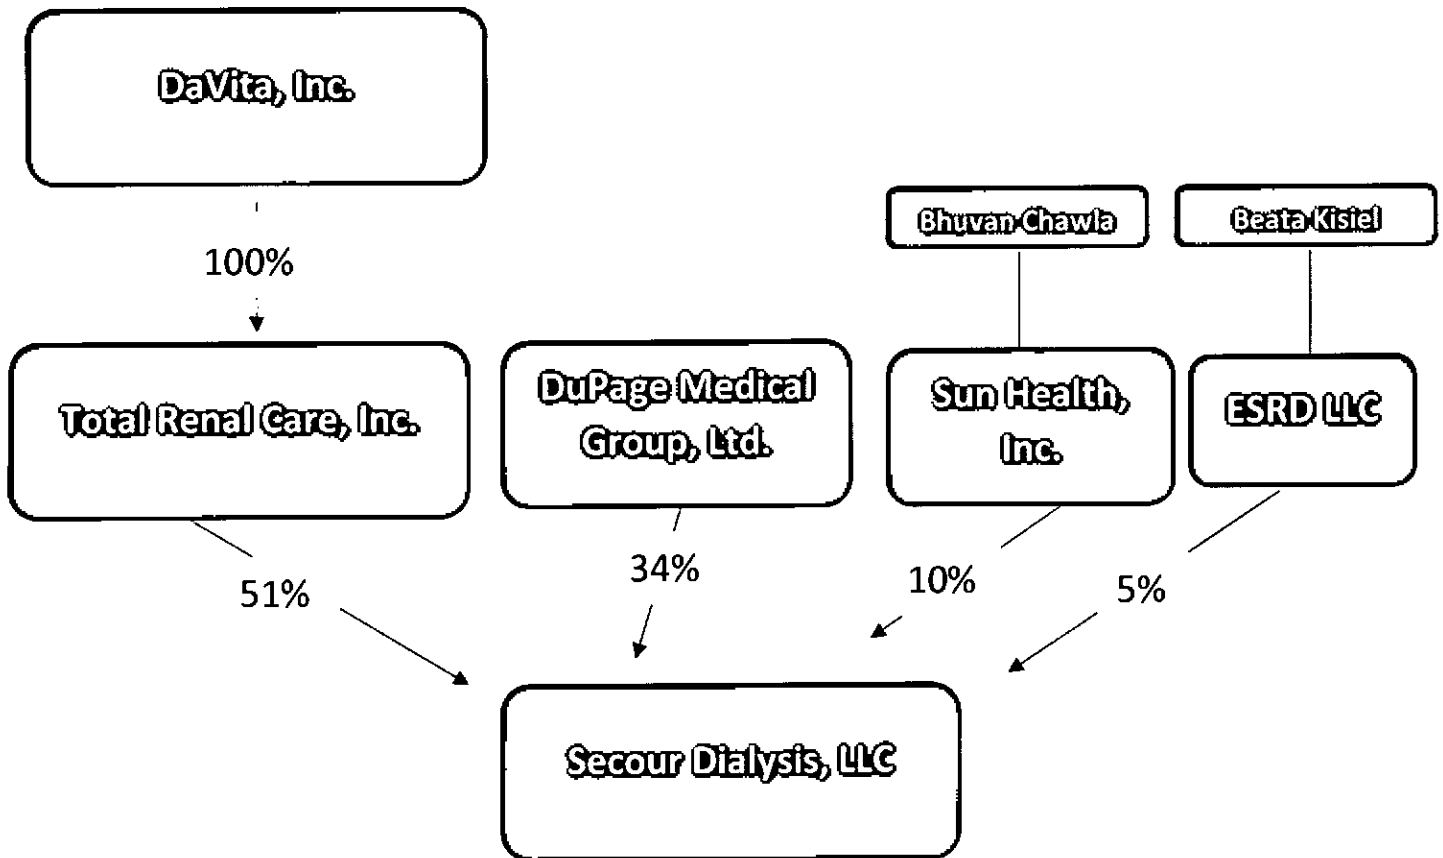 DaVita, Inc.
Bhuvan Chawla
Beata Kisiel
100%
Total Renal Care, Inc.
DuPage Medical
Group, Ltd.
Sun Health,
Inc.
ESRD LLC
51%
34%
10%
5%
Secour Dialysis, LLC